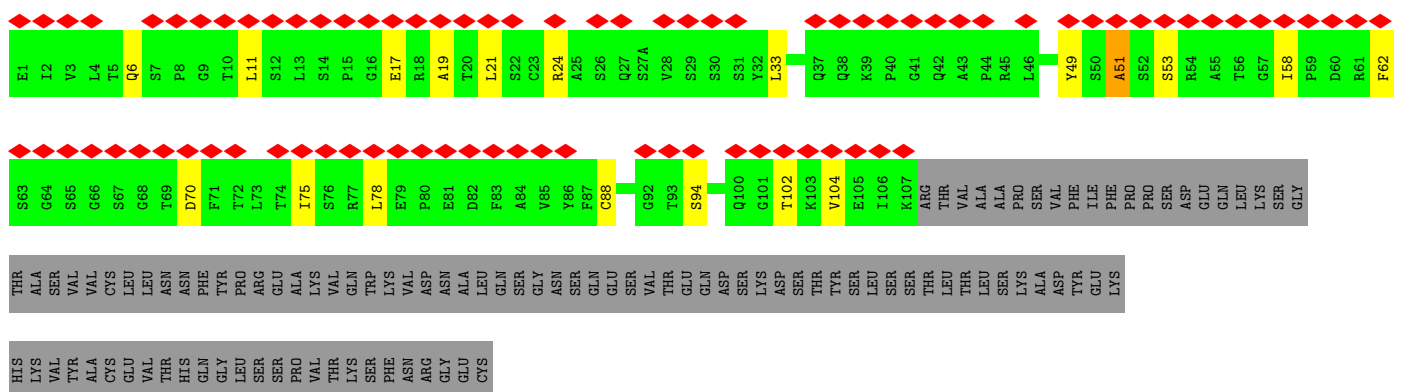 E1 I2 V3 L4 T5 Q6 S7 P8 G9 T10 L11 S12 L13 S14 P15 G16 E17 R18 A19 T20 L21 S22 C23 R24 A25 S26 Q27 S27A V28 S29 S30 S31 Y32 L33 Q37 Q38 K39 P40 G41 Q42 A43 P44 R45 L46 Y49 S50 A51 S52 S53 R54 A55 T56 G57 I58 P59 D60 R61 F62
S63 G64 S65 G66 S67 G68 T69 D70 F71 T72 L73 T74 I75 S76 R77 L78 E79 P80 E81 D82 F83 A84 V85 Y86 F87 C88 G92 T93 S94 Q100 G101 T102 K103 V104 E105 I106 K107 ARG THR VAL ALA ALA PRO SER VAL PHE ILE PHE PRO PRO SER ASP GLU GLN LEU LYS SER GLY
THR ALA SER VAL VAL CYS LEU LEU ASN ASN PHE TYR PRO ARG GLU ALA LYS VAL GLN TRP LYS VAL ASP ASN ALA LEU GLN SER GLY ASN SER GLN GLU SER VAL THR GLU GLN ASP SER LYS ASP SER THR TYR SER LEU SER SER THR LEU THR LEU SER LYS ALA ASP TYR GLU LYS
HIS LYS VAL TYR ALA CYS GLU VAL THR HIS GLN GLY LEU SER SER PRO VAL THR LYS SER PHE ASN ARG GLY GLU CYS